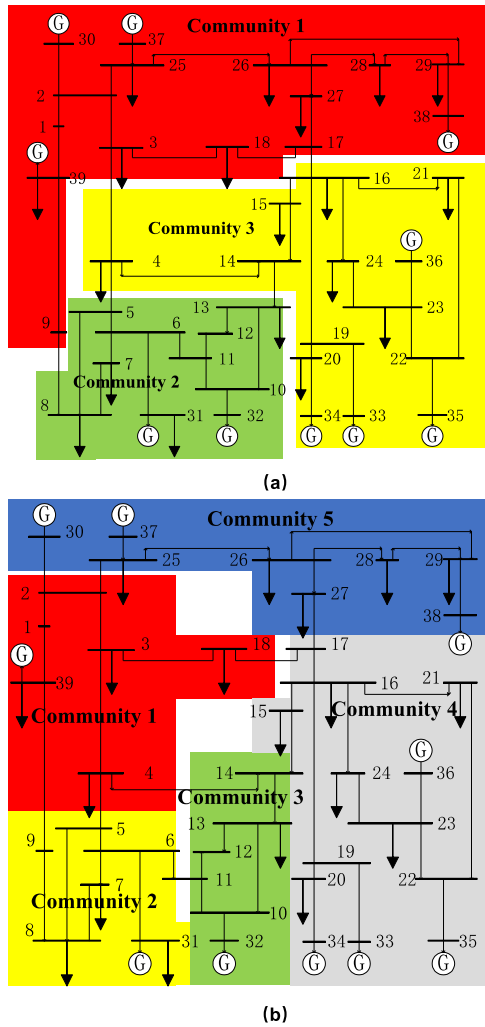 G G
Community 1
30 37
25 26 28 29
2 27
1 38
G G
3 18 17
39 16 21
15
Community 3 G
4 14 24 36
13 23
5 6 12 19
11 20 22
7
Community 2
10
8 31 32 34 33 35
9
G G G G G
(a)
G G Community 5
30 37
25 26 28 29
2 27
1 38
G G
3 18 17
39 16 21
15
Community 1 Community 4
G
4 14 24 36
Community 3
13 23
5 6 12 19
9 11 20 22
7
Community 2
10
8 31 32 34 33 35
G G G G G
(b)